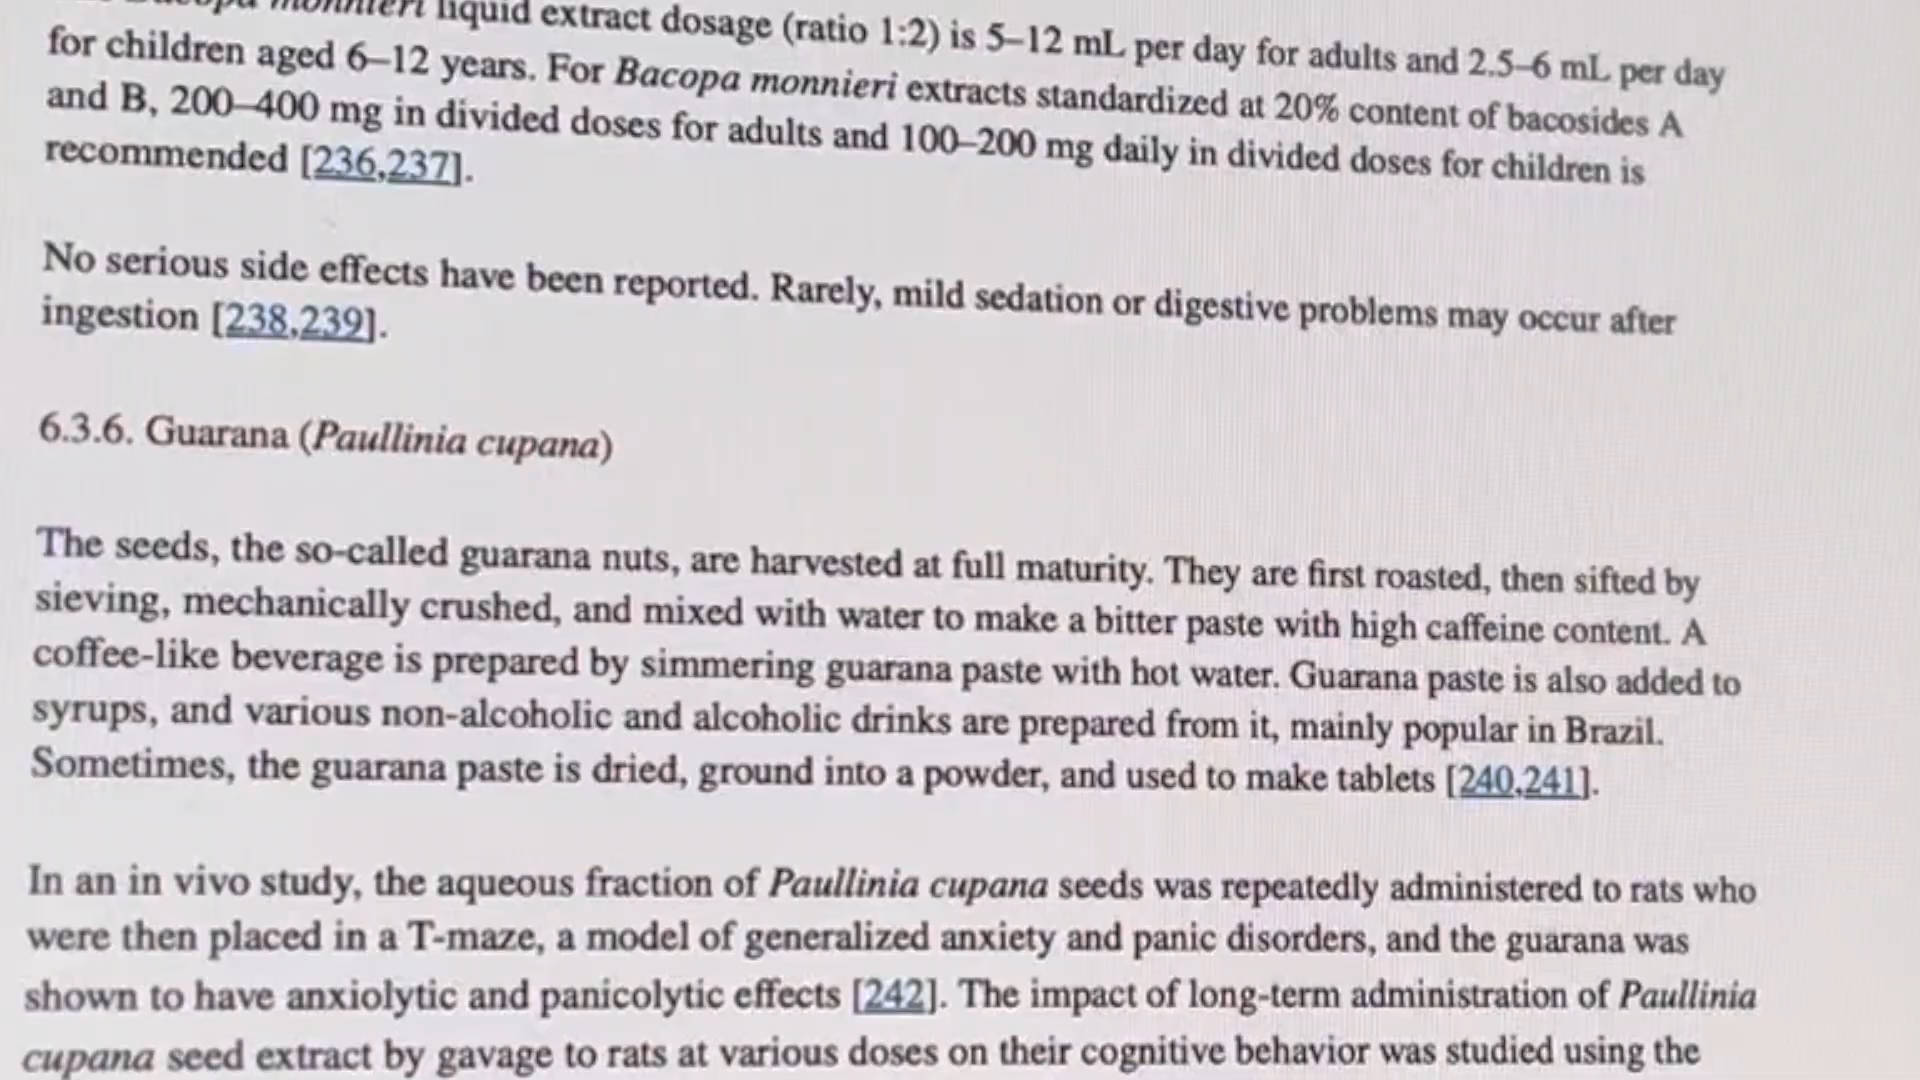 Bacopa monnieri liquid extract dosage (ratio 1:2) is 5–12 mL per day for adults and 2.5–6 mL per day
for children aged 6–12 years. For Bacopa monnieri extracts standardized at 20% content of bacosides A
and B, 200–400 mg in divided doses for adults and 100–200 mg daily in divided doses for children is
recommended [236,237].
No serious side effects have been reported. Rarely, mild sedation or digestive problems may occur after
ingestion [238,239].
6.3.6. Guarana (Paullinia cupana)
The seeds, the so-called guarana nuts, are harvested at full maturity. They are first roasted, then sifted by
sieving, mechanically crushed, and mixed with water to make a bitter paste with high caffeine content. A
coffee-like beverage is prepared by simmering guarana paste with hot water. Guarana paste is also added to
syrups, and various non-alcoholic and alcoholic drinks are prepared from it, mainly popular in Brazil.
Sometimes, the guarana paste is dried, ground into a powder, and used to make tablets [240,241].
In an in vivo study, the aqueous fraction of Paullinia cupana seeds was repeatedly administered to rats who
were then placed in a T-maze, a model of generalized anxiety and panic disorders, and the guarana was
shown to have anxiolytic and panicolytic effects [242]. The impact of long-term administration of Paullinia
cupana seed extract by gavage to rats at various doses on their cognitive behavior was studied using the